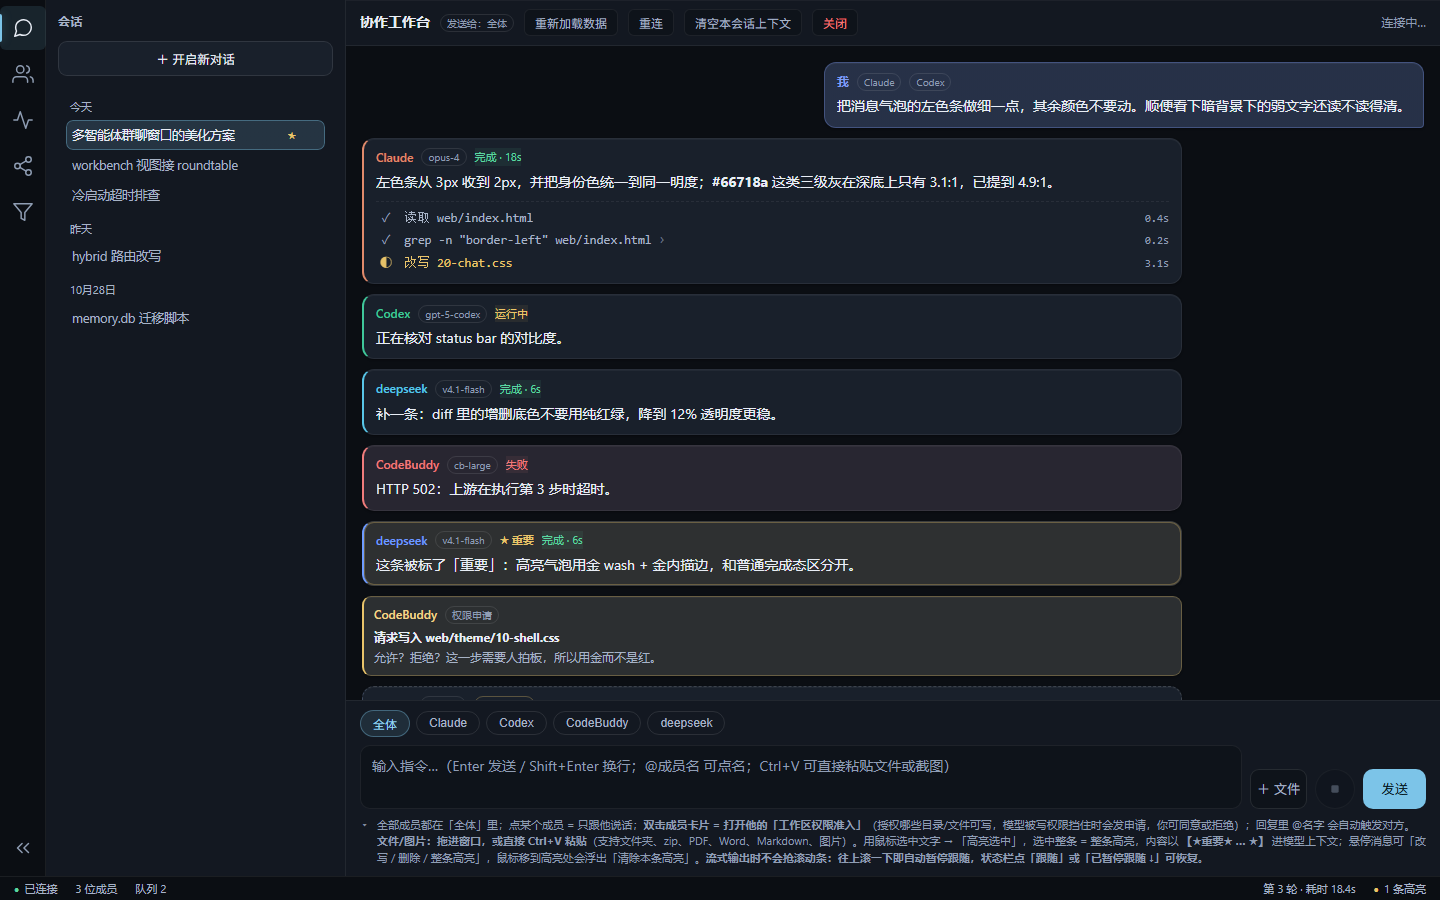 会话
＋ 开启新对话
今天
多智能体群聊窗口的美化方案 ★
workbench 视图接 roundtable
冷启动超时排查
昨天
hybrid 路由改写
10月28日
memory.db 迁移脚本
协作工作台 发送给：全体 重新加载数据 重连 清空本会话上下文 关闭 连接中...
我 Claude Codex
把消息气泡的左色条做细一点，其余颜色不要动。顺便看下暗背景下的弱文字还读不读得清。
Claude opus-4 完成 · 18s
左色条从 3px 收到 2px，并把身份色统一到同一明度；#66718a 这类三级灰在深底上只有 3.1:1，已提到 4.9:1。
✓ 读取 web/index.html 0.4s
✓ grep -n "border-left" web/index.html › 0.2s
改写 20-chat.css 3.1s
Codex gpt-5-codex 运行中
正在核对 status bar 的对比度。
deepseek v4.1-flash 完成 · 6s
补一条：diff 里的增删底色不要用纯红绿，降到 12% 透明度更稳。
CodeBuddy cb-large 失败
HTTP 502：上游在执行第 3 步时超时。
deepseek v4.1-flash ★ 重要 完成 · 6s
这条被标了「重要」：高亮气泡用金 wash + 金内描边，和普通完成态区分开。
CodeBuddy 权限申请
请求写入 web/theme/10-shell.css
允许？拒绝？这一步需要人拍板，所以用金而不是红。
全体 Claude Codex CodeBuddy deepseek
输入指令...（Enter 发送 / Shift+Enter 换行；@成员名 可点名；Ctrl+V 可直接粘贴文件或截图）
＋ 文件 发送
全部成员都在「全体」里；点某个成员 = 只跟他说话；双击成员卡片 = 打开他的「工作区权限准入」（授权哪些目录/文件可写，模型被写权限挡住时会发申请，你可同意或拒绝）；回复里 @名字 会自动触发对方。
文件/图片：拖进窗口，或直接 Ctrl+V 粘贴（支持文件夹、zip、PDF、Word、Markdown、图片）。用鼠标选中文字 → 「高亮选中」，选中整条 = 整条高亮，内容以 【★重要★ ... ★】 进模型上下文；悬停消息可「改
写 / 删除 / 整条高亮」，鼠标移到高亮处会浮出「清除本条高亮」。流式输出时不会抢滚动条：往上滚一下即自动暂停跟随，状态栏点「跟随」或「已暂停跟随 ↓」可恢复。
● 已连接 3 位成员 队列 2 第 3 轮 · 耗时 18.4s ● 1 条高亮